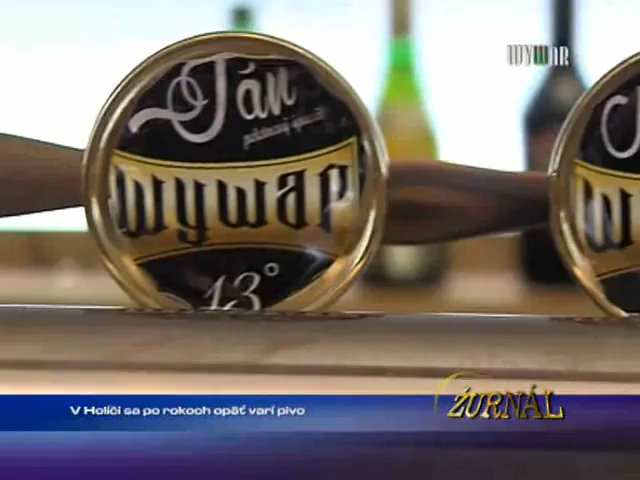 WYWAR
Ján
wywar
13°
V Holíči sa po rokoch opäť varí pivo
ŽURNÁL